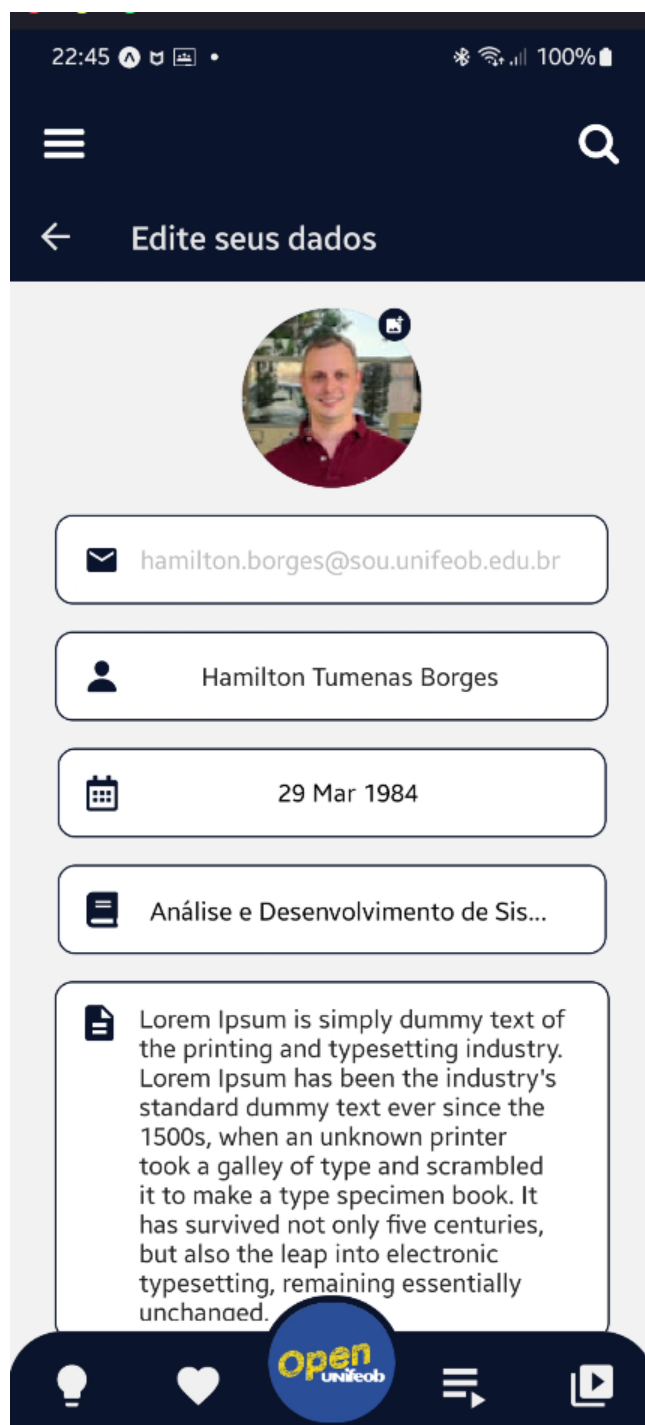 22:45
100%
Edite seus dados
hamilton.borges@sou.unifeob.edu.br
Hamilton Tumenas Borges
29 Mar 1984
Análise e Desenvolvimento de Sis...
Lorem Ipsum is simply dummy text of
the printing and typesetting industry.
Lorem Ipsum has been the industry's
standard dummy text ever since the
1500s, when an unknown printer
took a galley of type and scrambled
it to make a type specimen book. It
has survived not only five centuries,
but also the leap into electronic
typesetting, remaining essentially
unchanged.
Open
UNifeob